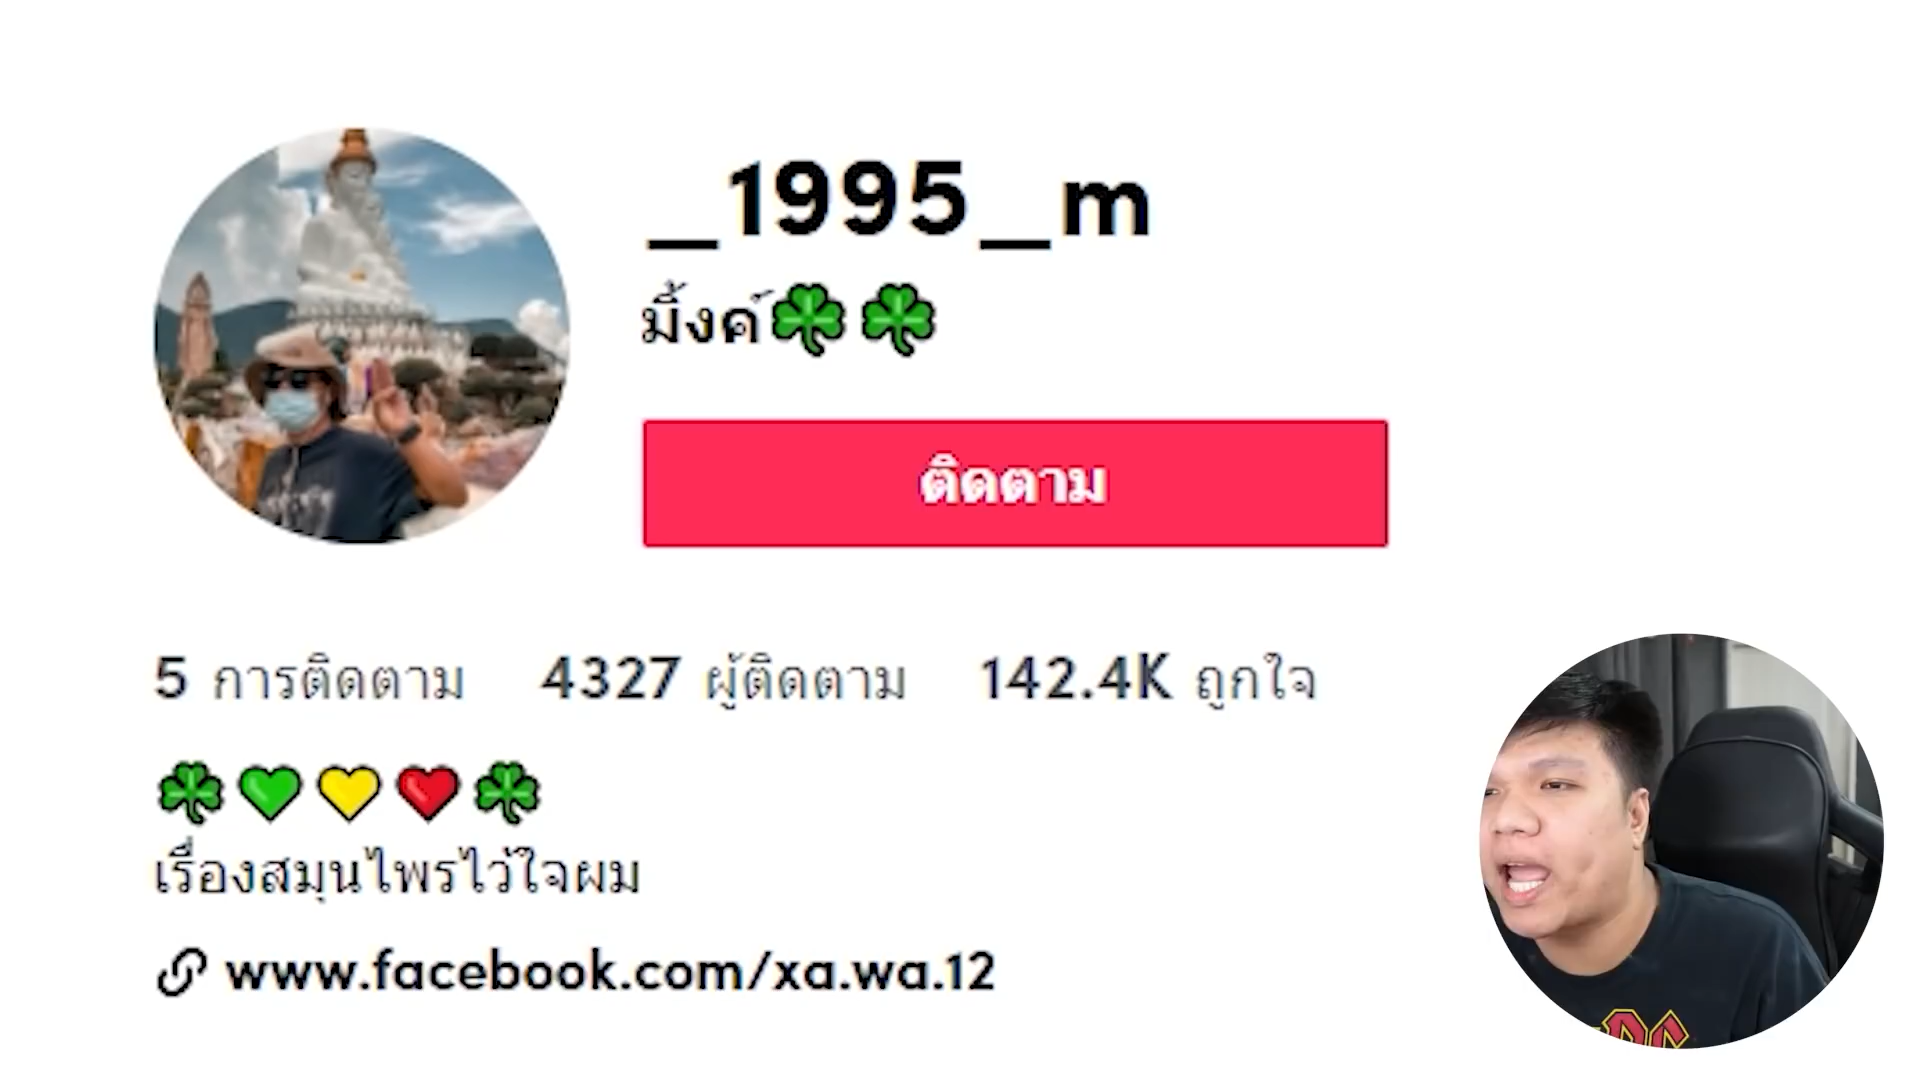 _1995_m
มิ้งค์☘☘
ติดตาม
5 การติดตาม 4327 ผู้ติดตาม 142.4K ถูกใจ
☘💚💛❤☘
เรื่องสมุนไพรไว้ใจผม
www.facebook.com/xa.wa.12